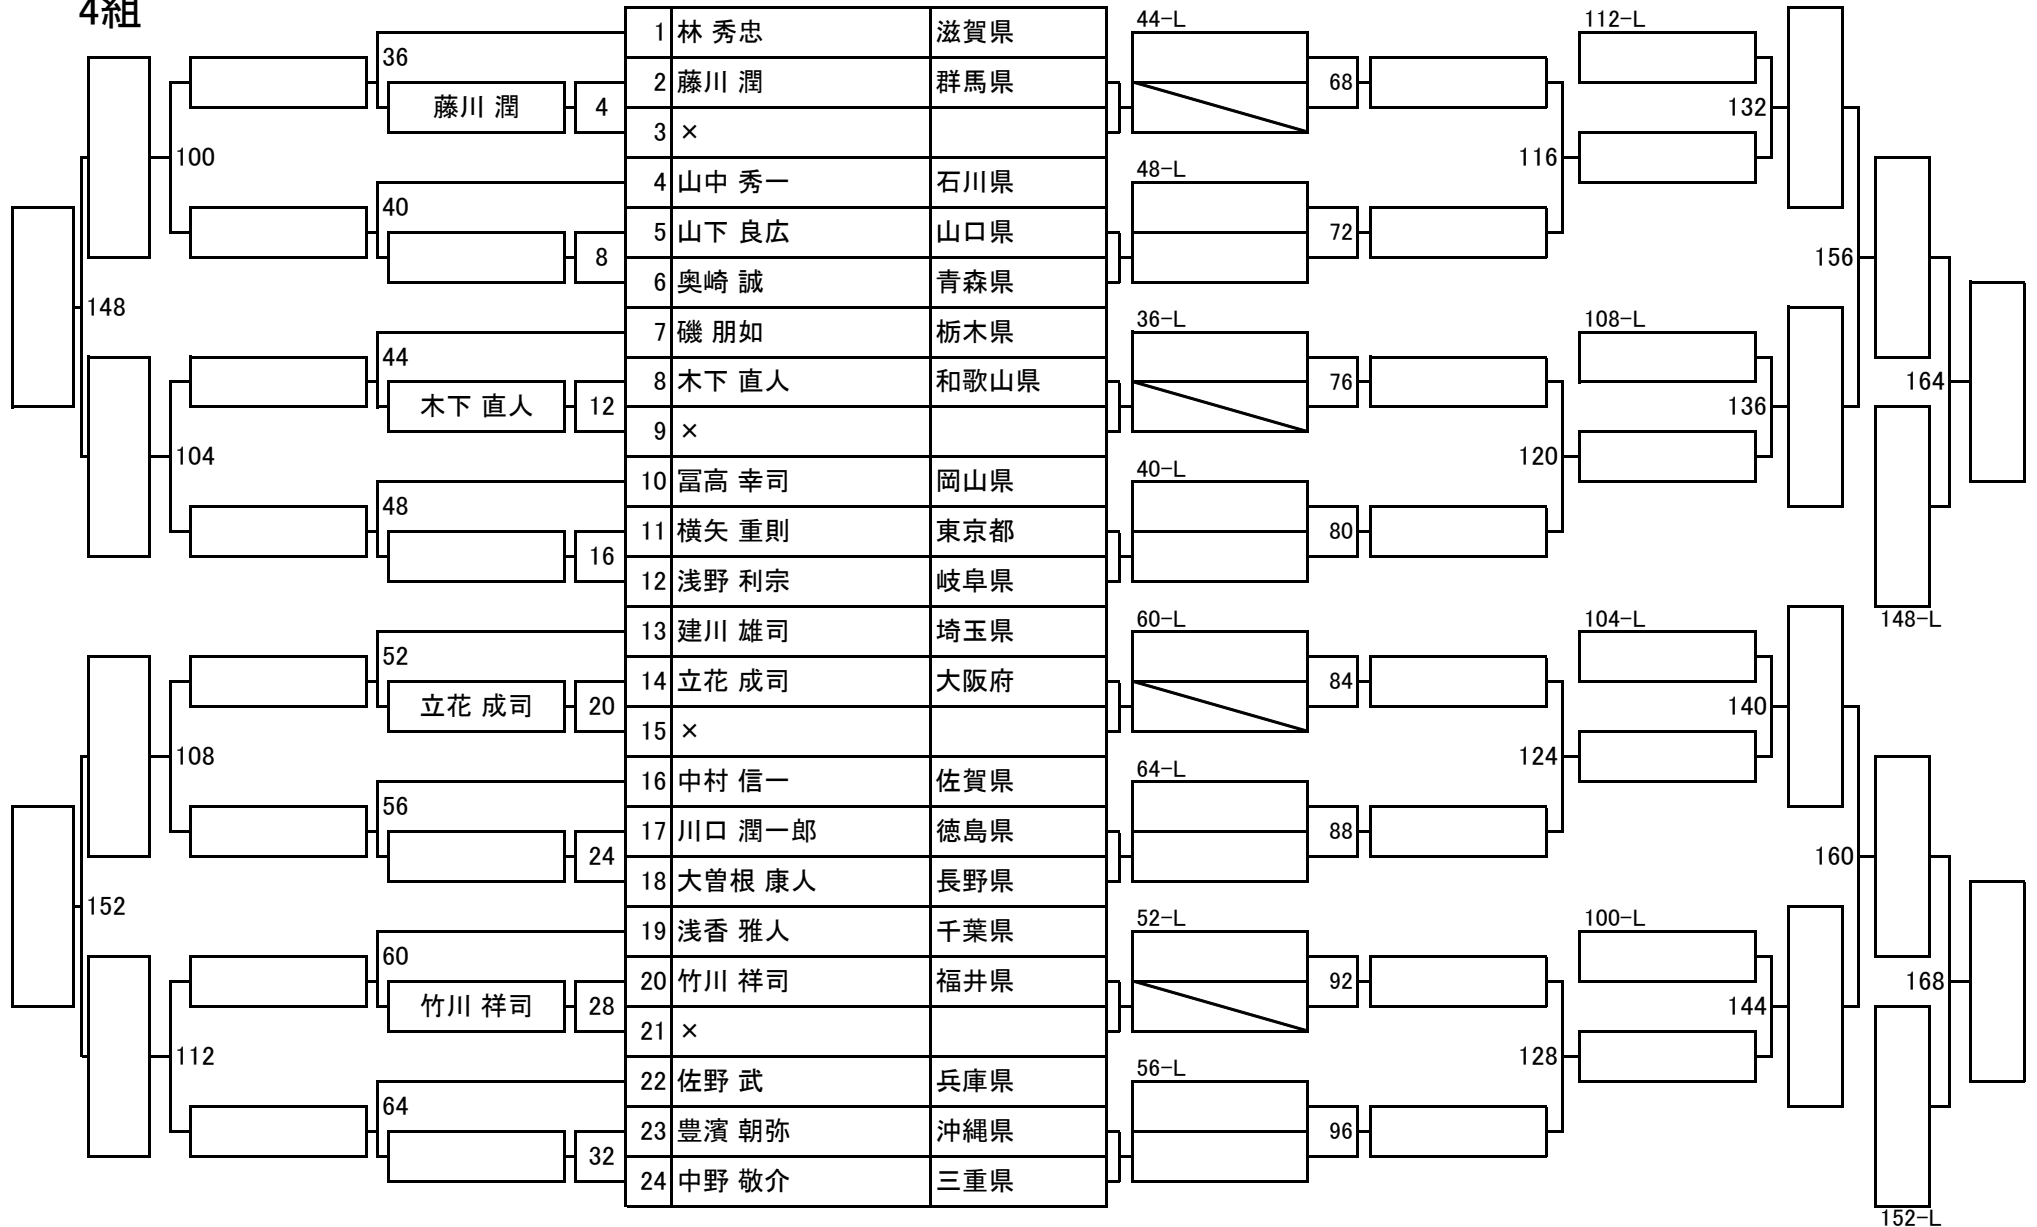 4組
1 林 秀忠 滋賀県 44-L 112-L
36
2 藤川 潤 群馬県 68
藤川 潤 4 132
3 ×
100 116
4 山中 秀一 石川県 48-L
40
5 山下 良広 山口県 72
8 156
6 奥崎 誠 青森県
148
7 磯 朋如 栃木県 36-L 108-L
44
8 木下 直人 和歌山県 76 164
木下 直人 12 136
9 ×
104 120
10 冨高 幸司 岡山県 40-L
48
11 横矢 重則 東京都 80
16
12 浅野 利宗 岐阜県
13 建川 雄司 埼玉県 60-L 104-L 148-L
52
14 立花 成司 大阪府 84
立花 成司 20 140
15 ×
108 124
16 中村 信一 佐賀県 64-L
56
17 川口 潤一郎 徳島県 88
24 160
18 大曽根 康人 長野県
152
19 浅香 雅人 千葉県 52-L 100-L
60
20 竹川 祥司 福井県 92 168
竹川 祥司 28 144
21 ×
112 128
22 佐野 武 兵庫県 56-L
64
23 豊濱 朝弥 沖縄県 96
32
24 中野 敬介 三重県
152-L